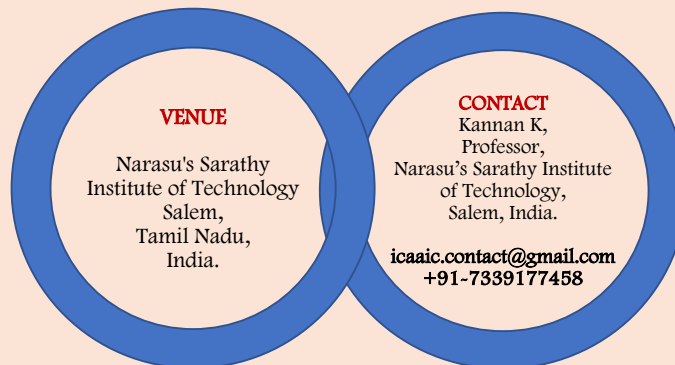 VENUE
Narasu's Sarathy
Institute of Technology
Salem,
Tamil Nadu,
India.
CONTACT
Kannan K,
Professor,
Narasu’s Sarathy Institute
of Technology,
Salem, India.
icaaic.contact@gmail.com
+91-7339177458